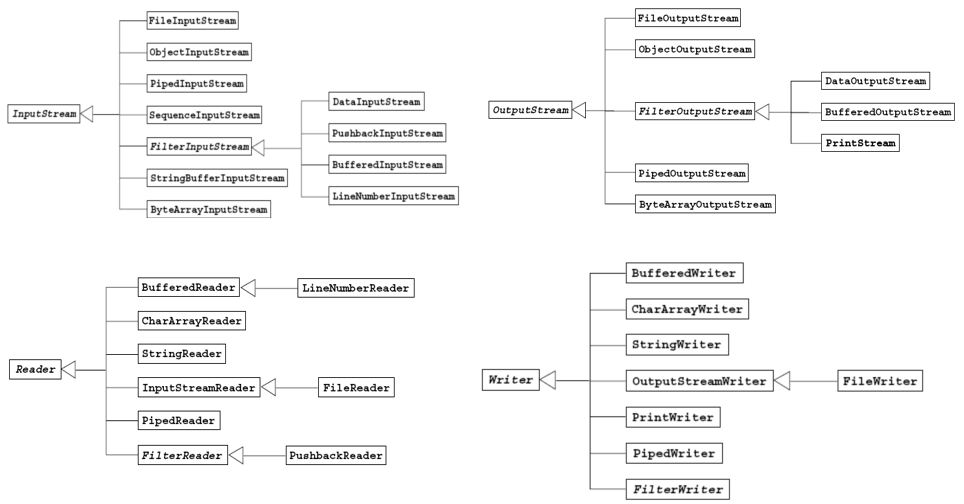 FileInputStream
ObjectInputStream
PipedInputStream
InputStream
SequenceInputStream
FilterInputStream
StringBufferInputStream
ByteArrayInputStream
DataInputStream
PushbackInputStream
BufferedInputStream
LineNumberInputStream
FileOutputStream
ObjectOutputStream
OutputStream
FilterOutputStream
PipedOutputStream
ByteArrayOutputStream
DataOutputStream
BufferedOutputStream
PrintStream
BufferedReader
LineNumberReader
CharArrayReader
StringReader
Reader
InputStreamReader
FileReader
PipedReader
FilterReader
PushbackReader
BufferedWriter
CharArrayWriter
StringWriter
Writer
OutputStreamWriter
FileWriter
PrintWriter
PipedWriter
FilterWriter